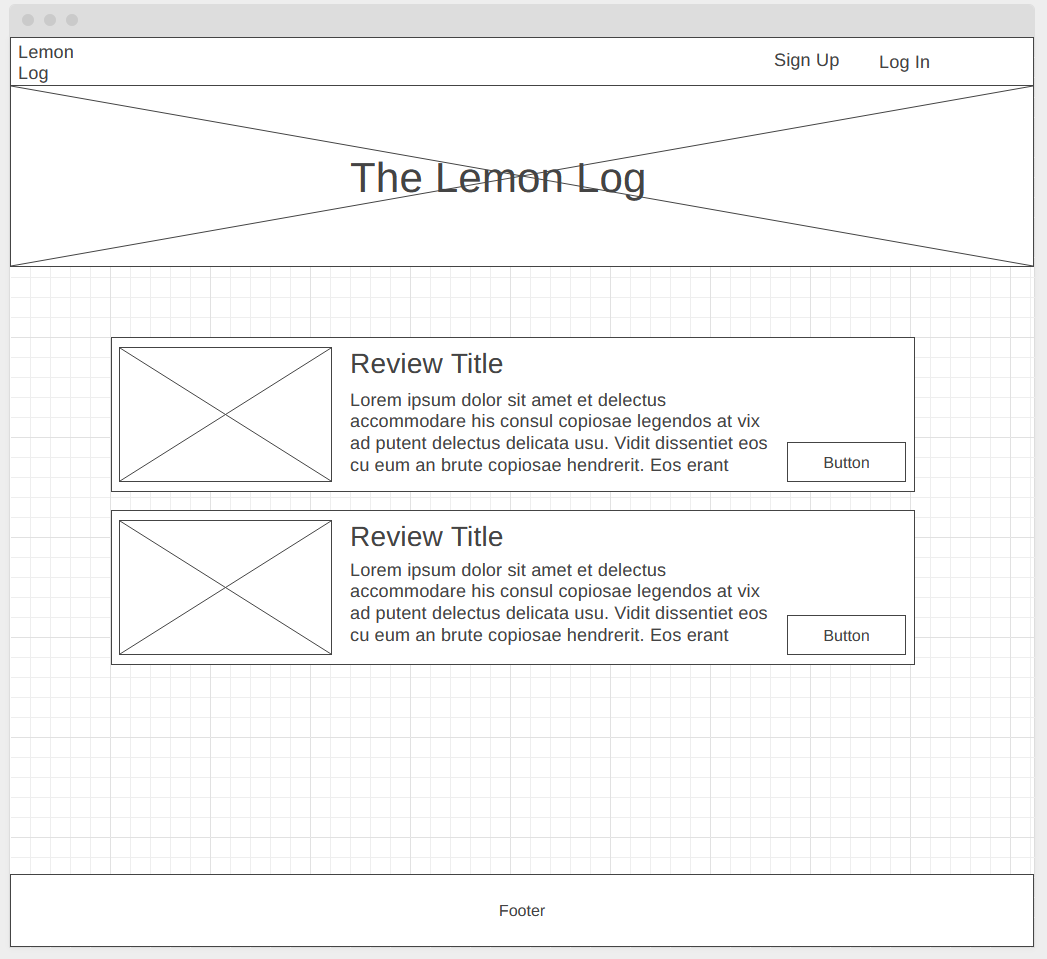 Lemon
Log
Sign Up
Log In
The Lemon Log
Review Title
Lorem ipsum dolor sit amet et delectus
accommodare his consul copiosae legendos at vix
ad putent delectus delicata usu. Vidit dissentiet eos
cu eum an brute copiosae hendrerit. Eos erant
Button
Review Title
Lorem ipsum dolor sit amet et delectus
accommodare his consul copiosae legendos at vix
ad putent delectus delicata usu. Vidit dissentiet eos
cu eum an brute copiosae hendrerit. Eos erant
Button
Footer